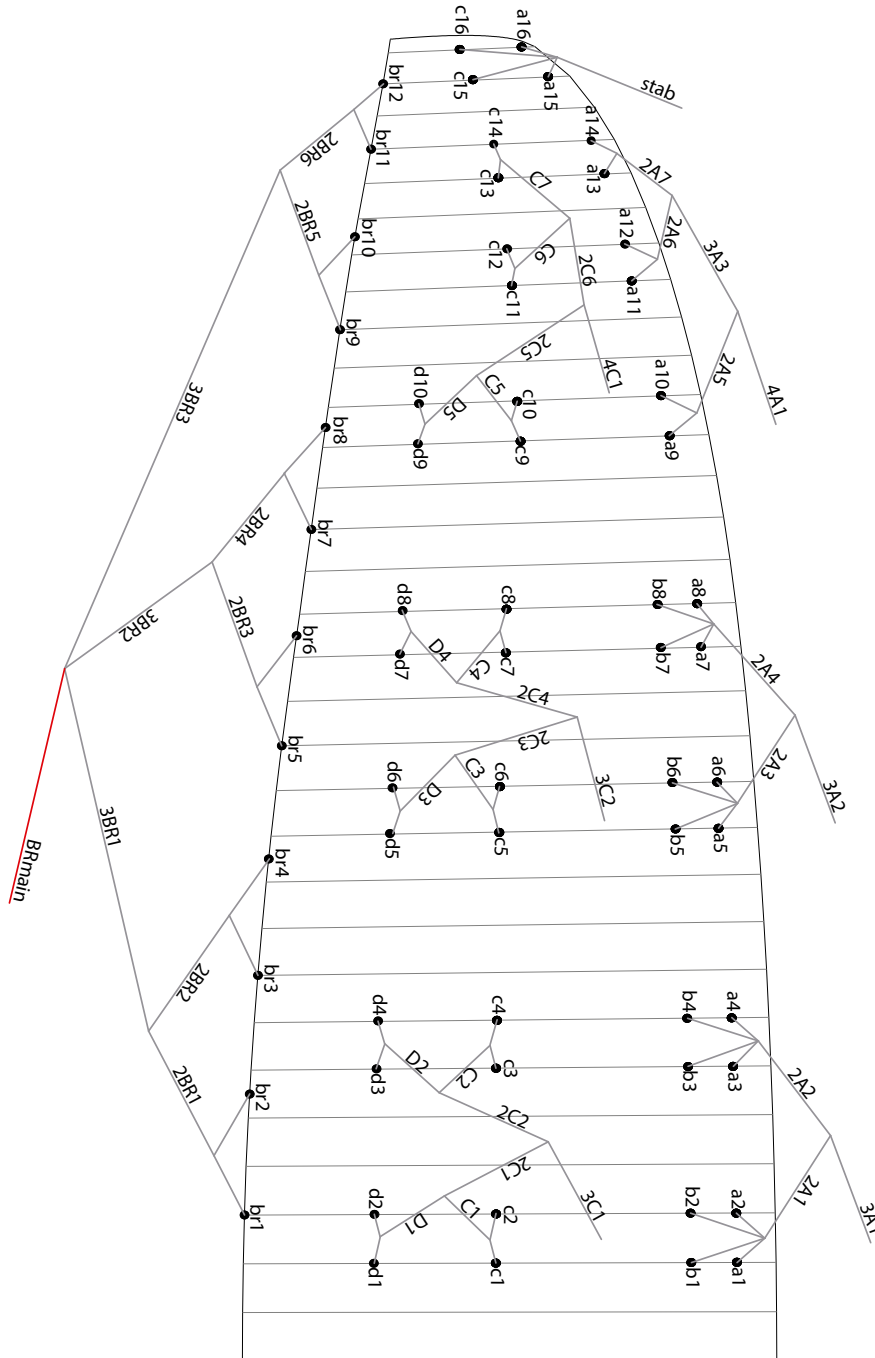 c16
a16
stab
br12
c15
a15
2BR6
br11
c14
a14
c13
a13
C7
2A7
2BR5
br10
c12
C6
a12
2A6
3A3
2C6
c11
a11
br9
2C5
4C1
3BR3
d10
D5
C5
c10
a10
2A5
4A1
br8
d9
c9
a9
2BR4
br7
3BR2
2BR3
br6
d8
c8
b8
a8
D4
C4
d7
c7
b7
a7
2A4
2C4
br5
2C3
3C2
d6
D3
C3
c6
b6
a6
2A3
3A2
3BR1
BRmain
br4
d5
c5
b5
a5
2BR2
br3
d4
c4
b4
a4
D2
C2
d3
c3
b3
a3
2A2
2BR1
br2
2C2
2C1
3C1
br1
d2
D1
C1
c2
b2
a2
2A1
3A1
d1
c1
b1
a1